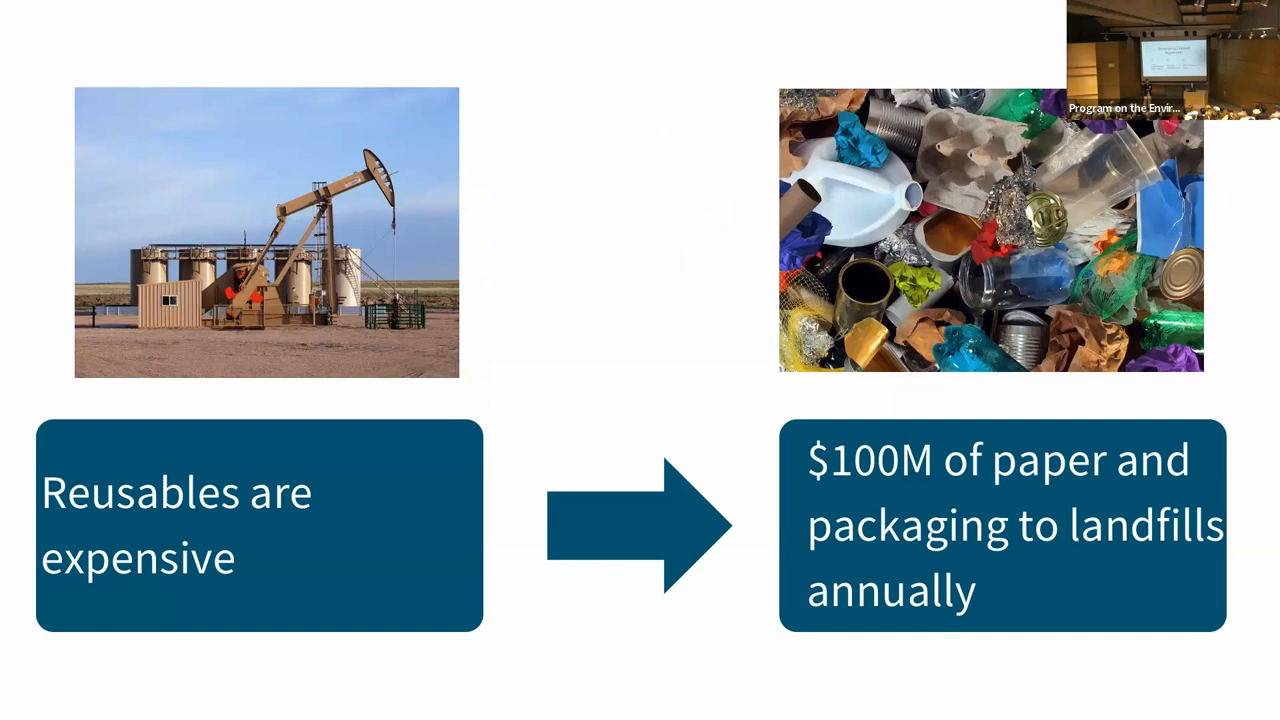 Program on the Envir...
Reusables are
expensive
$100M of paper and
packaging to landfills
annually